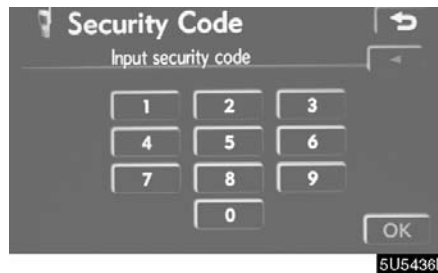 Security Code
Input security code
1 2 3
4 5 6
7 8 9
0
OK
5U5436